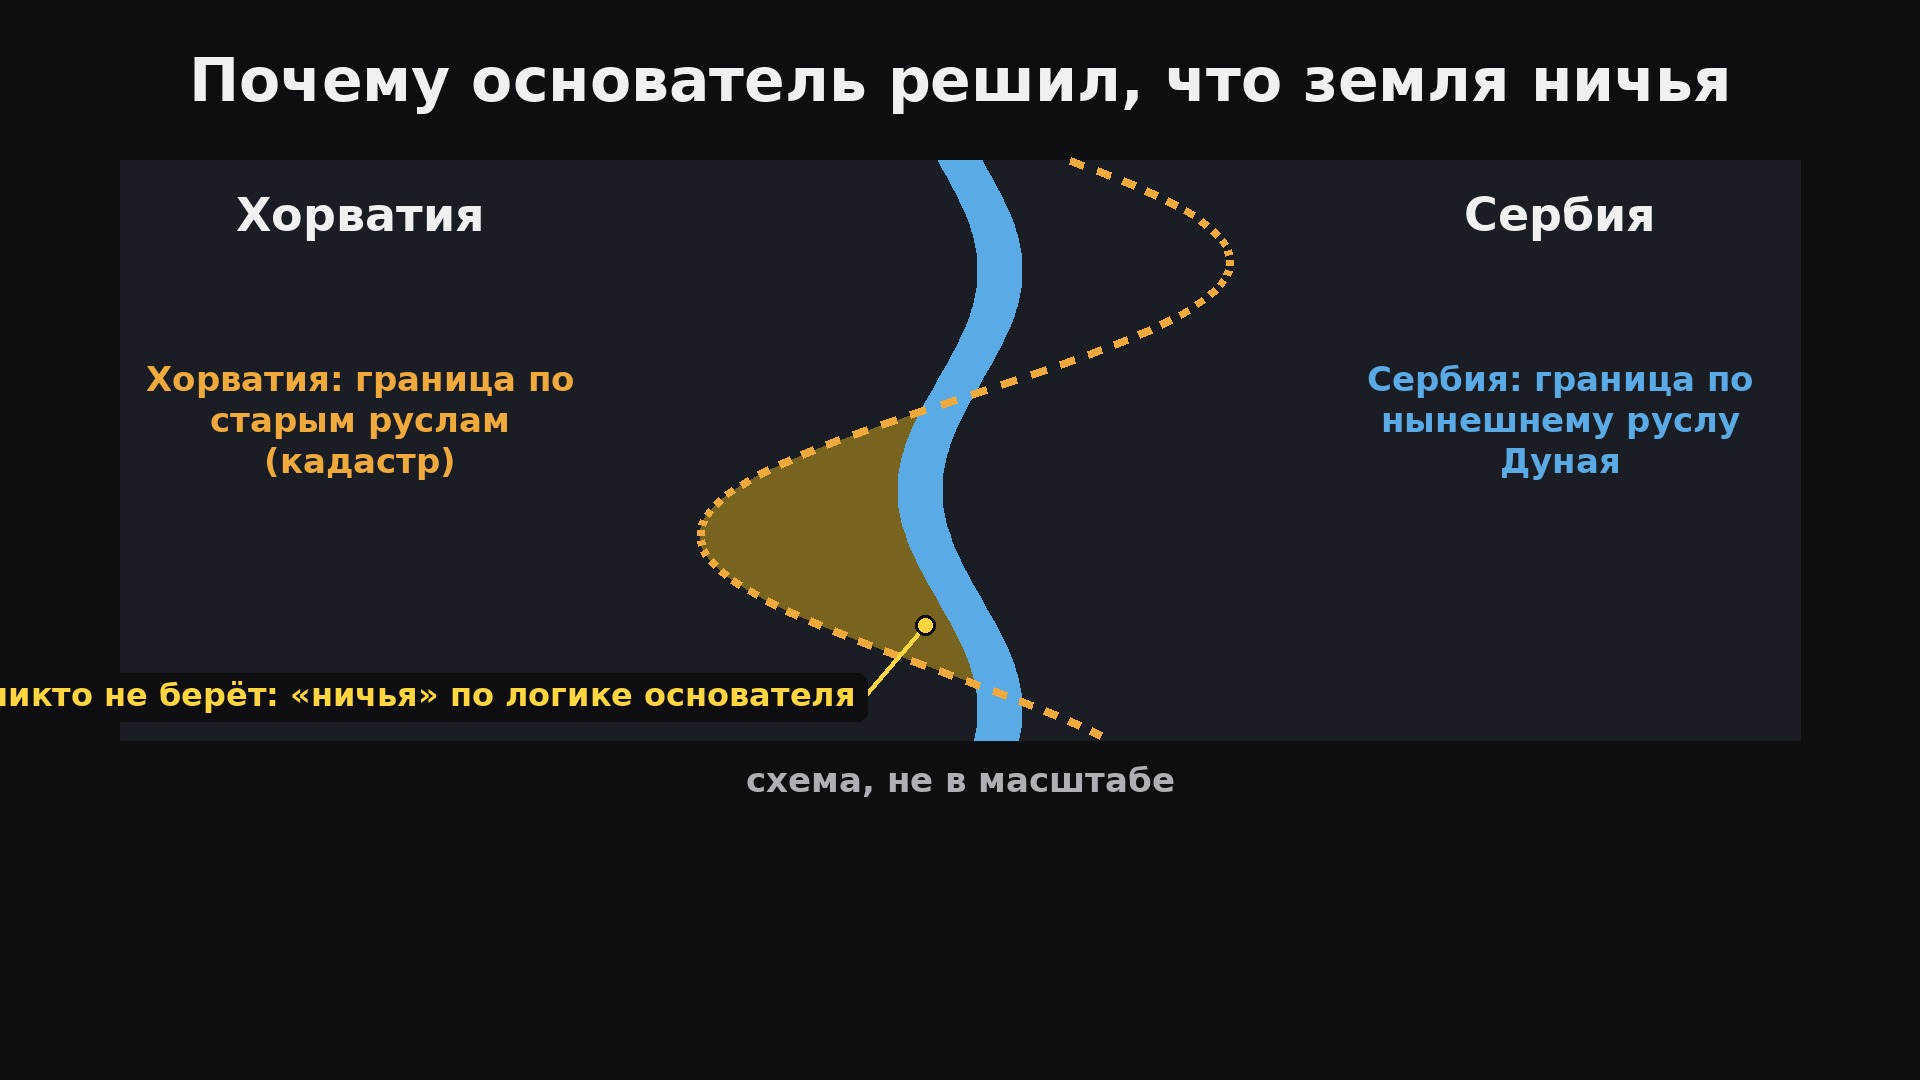 Почему основатель решил, что земля ничья
Хорватия
Сербия
Хорватия: граница по
старым руслам
(кадастр)
Сербия: граница по
нынешнему руслу
Дуная
не берёт: «ничья» по логике основателя
схема, не в масштабе